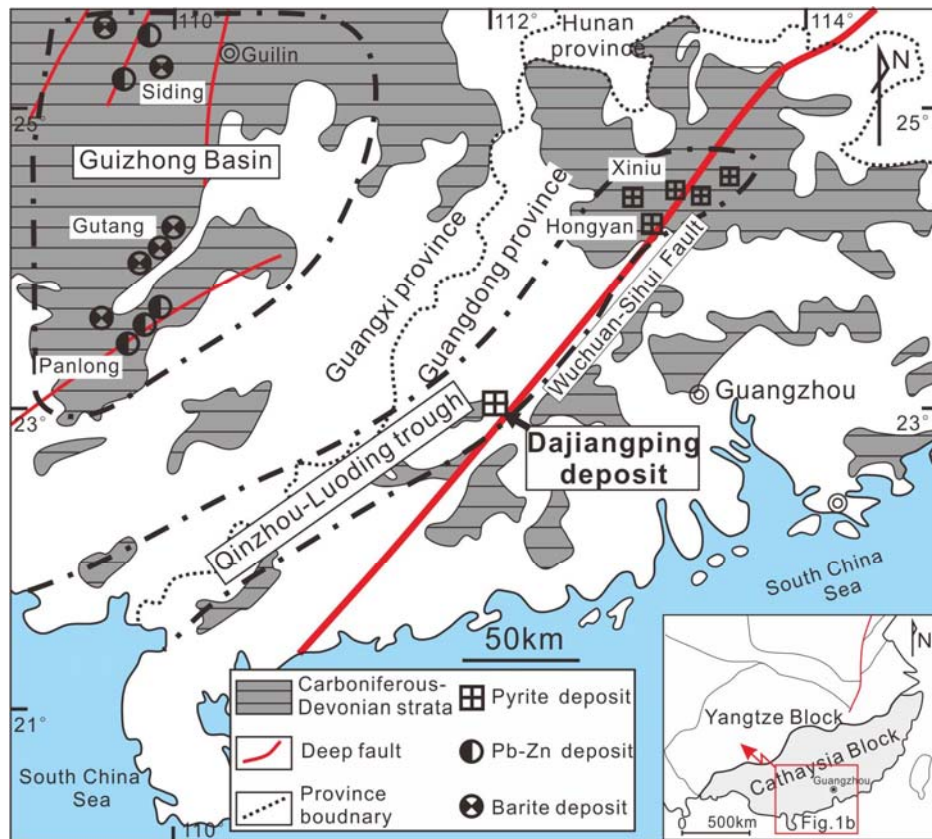 110°
112°
114°
Hunan
province
N
Guilin
Siding
25°
25°
Guizhong Basin
Xiniu
Gutang
Hongyan
Guangxi province
Guangdong province
Wuchuan-Sihui Fault
Panlong
Guangzhou
23°
23°
Dajiangping
deposit
Qinzhou-Luoding trough
South China
Sea
50km
Carboniferous-
Devonian strata
Pyrite deposit
N
21°
Deep fault
Pb-Zn deposit
Yangtze Block
Cathaysia Block
Guangzhou
South China
Sea
Province
boudnary
Barite deposit
0 500km
Fig.1b
110°